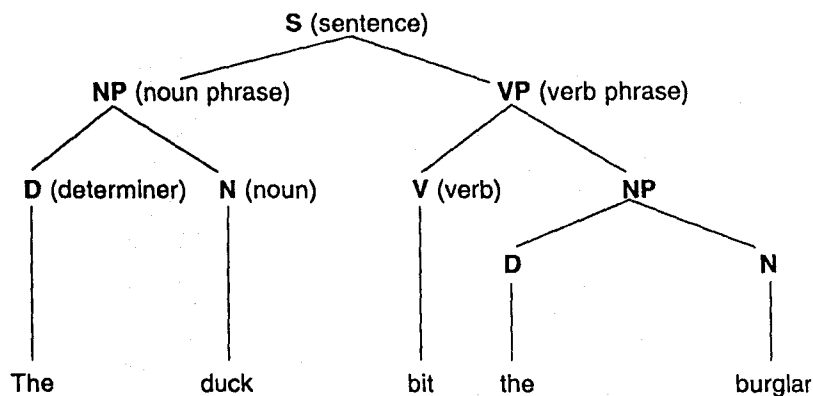 S (sentence)
NP (noun phrase) VP (verb phrase)
D (determiner) N (noun) V (verb) NP
D N
The duck bit the burglar